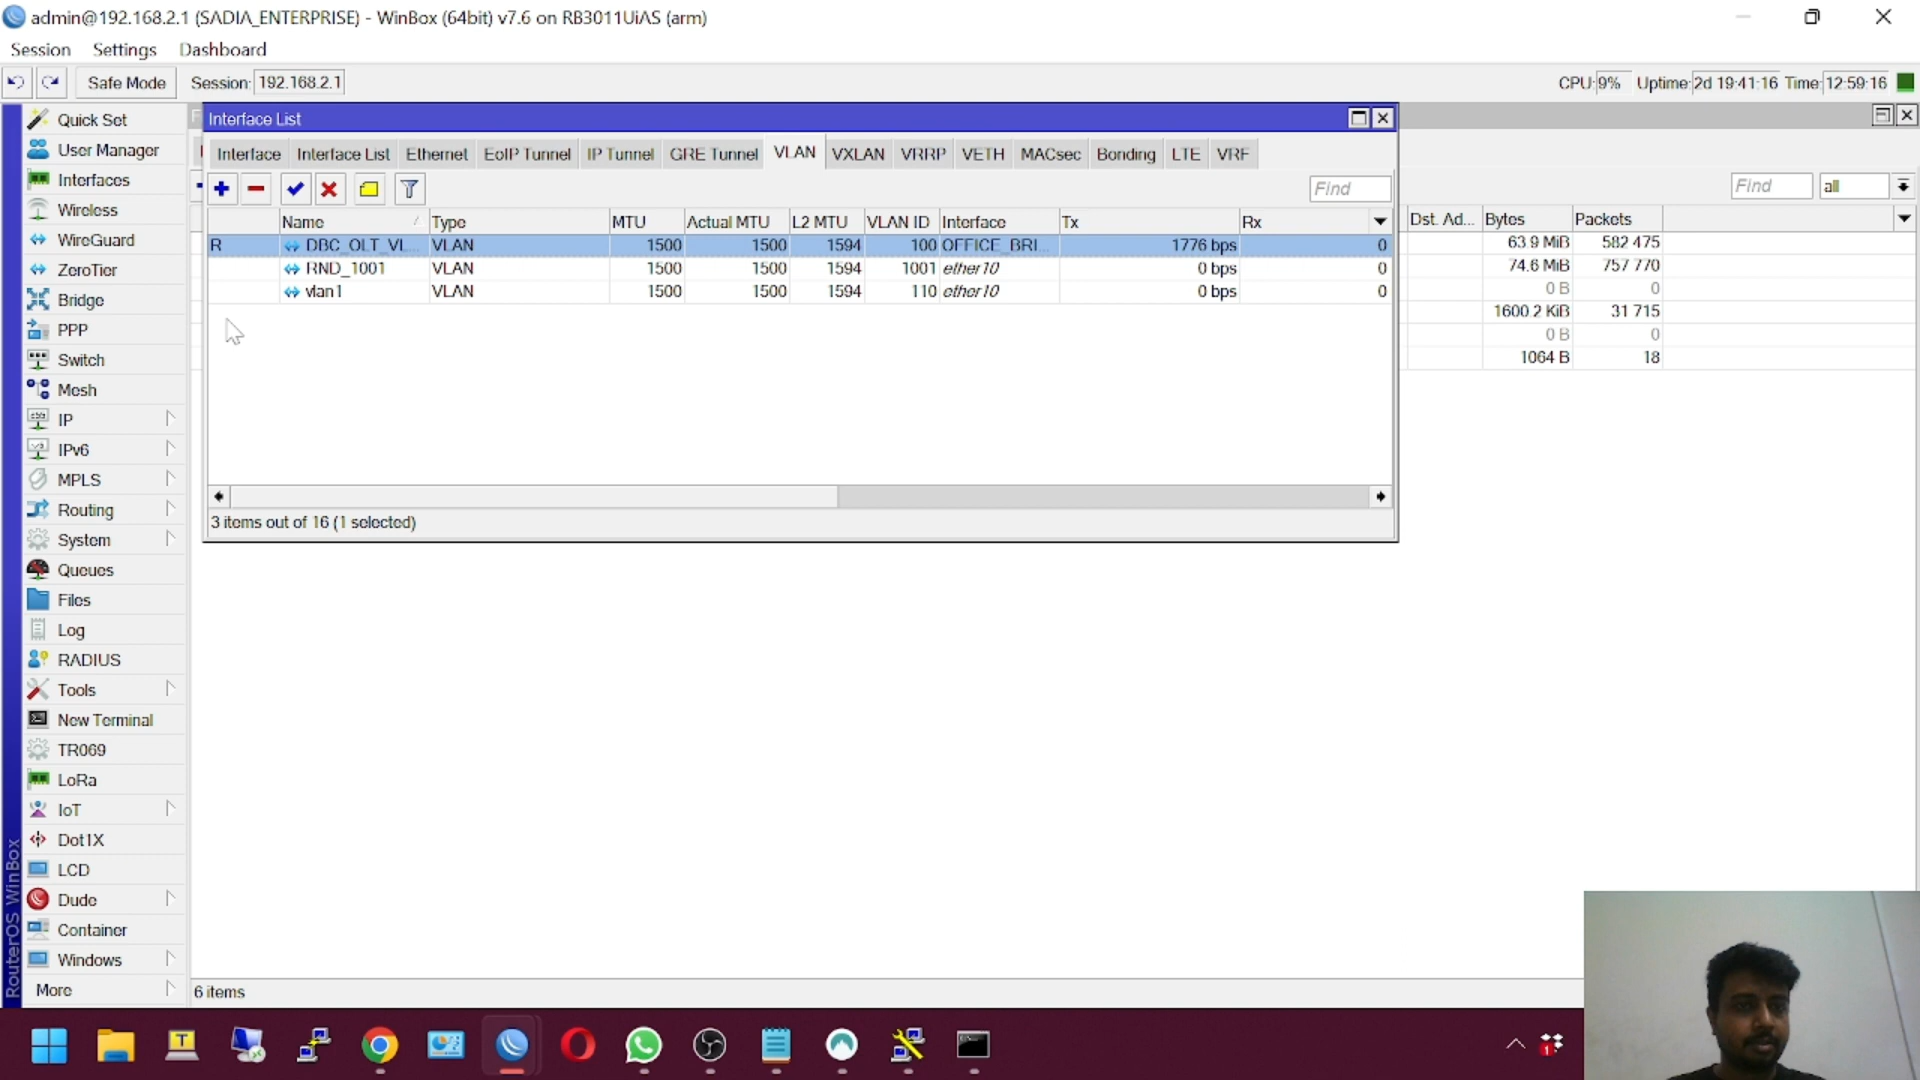 admin@192.168.2.1 (SADIA_ENTERPRISE) - WinBox (64bit) v7.6 on RB3011UiAS (arm)
Session Settings Dashboard
Safe Mode Session: 192.168.2.1 CPU: 9% Uptime: 2d 19:41:16 Time: 12:59:16
Quick Set
User Manager
Interfaces
Wireless
WireGuard
ZeroTier
Bridge
PPP
Switch
Mesh
IP
IPv6
MPLS
Routing
System
Queues
Files
Log
RADIUS
Tools
New Terminal
TR069
LoRa
IoT
Dot1X
LCD
Dude
Container
Windows
More
RouterOS WinBox
Interface List
Interface Interface List Ethernet EoIP Tunnel IP Tunnel GRE Tunnel VLAN VXLAN VRRP VETH MACsec Bonding LTE VRF
Find
Name Type MTU Actual MTU L2 MTU VLAN ID Interface Tx Rx
R DBC_OLT_VL... VLAN 1500 1500 1594 100 OFFICE_BRI... 1776 bps 0
RND_1001 VLAN 1500 1500 1594 1001 ether10 0 bps 0
vlan1 VLAN 1500 1500 1594 110 ether10 0 bps 0
3 items out of 16 (1 selected)
Find all
Dst. Ad... Bytes Packets
63.9 MiB 582 475
74.6 MiB 757 770
0 B 0
1600.2 KiB 31 715
0 B 0
1064 B 18
6 items
T
1